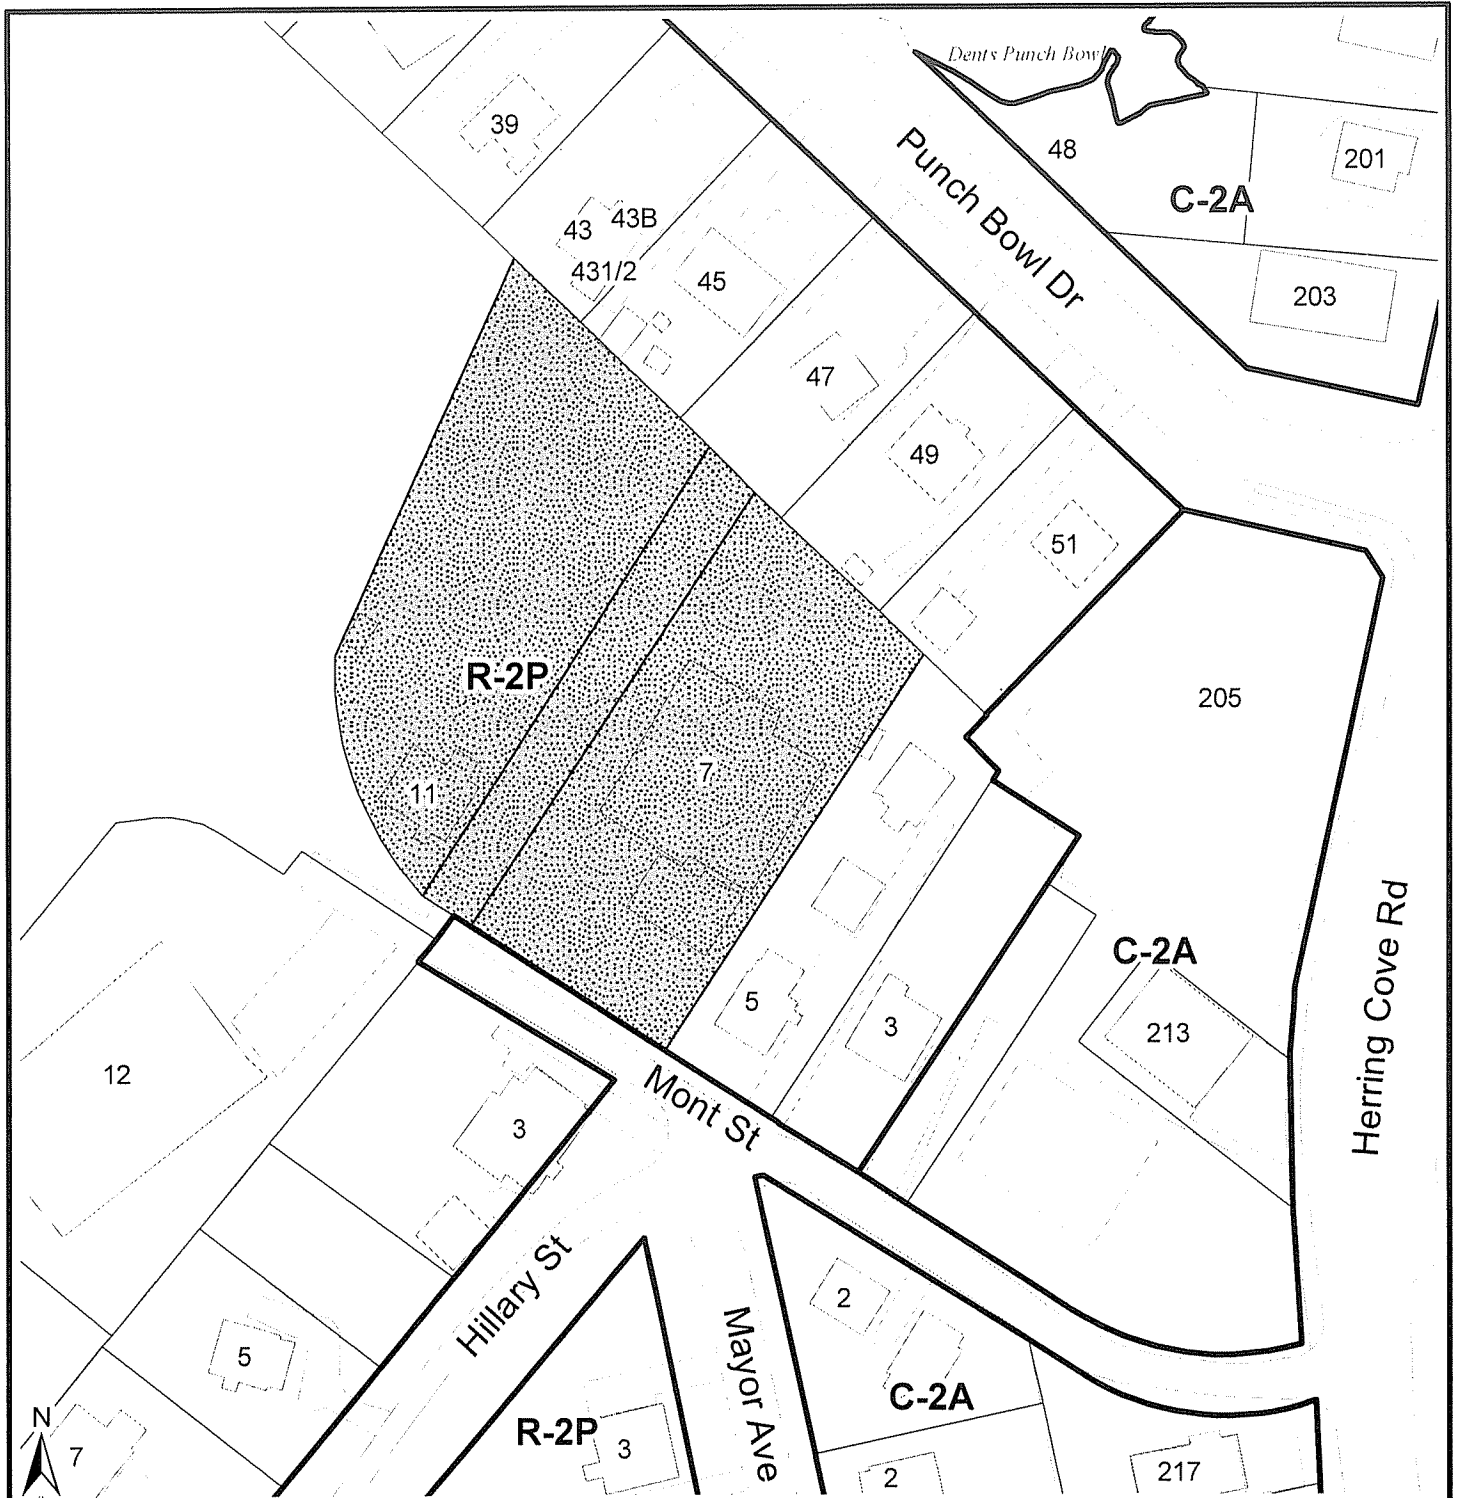 Dents Punch Bowl
39
48
201
C-2A
43
43B
431/2
45
Punch Bowl Dr
203
47
49
51
R-2P
205
7
11
C-2A
5
3
213
Herring Cove Rd
12
3
Mont St
Hillary St
2
5
Mayor Ave
C-2A
R-2P
3
N
7
2
217